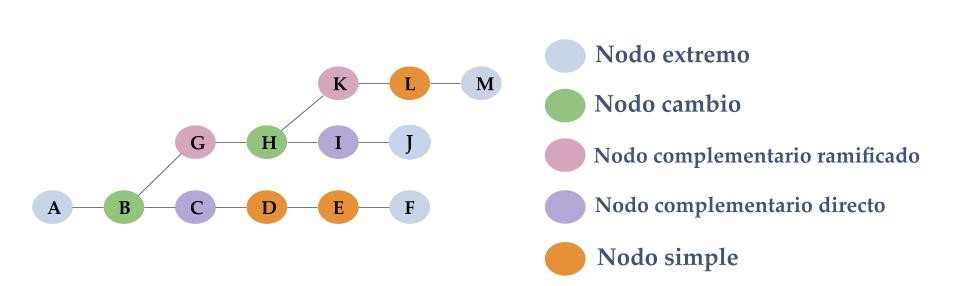 K L M
G H I J
A B C D E F
Nodo extremo
Nodo cambio
Nodo complementario ramificado
Nodo complementario directo
Nodo simple